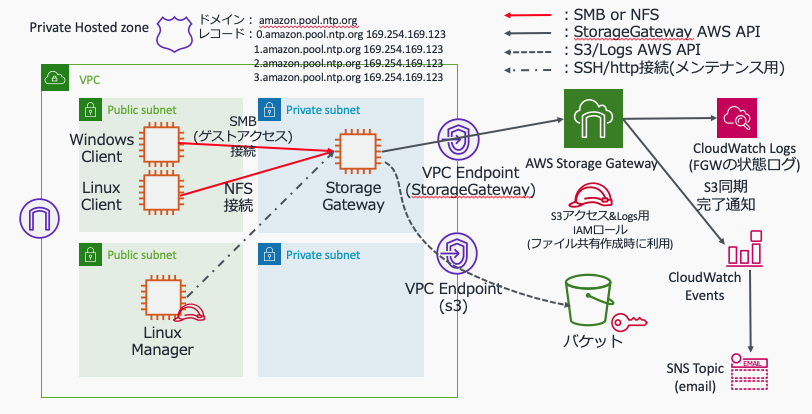 Private Hosted zone
ドメイン： amazon.pool.ntp.org
レコード：0.amazon.pool.ntp.org 169.254.169.123
1.amazon.pool.ntp.org 169.254.169.123
2.amazon.pool.ntp.org 169.254.169.123
3.amazon.pool.ntp.org 169.254.169.123
：SMB or NFS
：StorageGateway AWS API
：S3/Logs AWS API
：SSH/http接続(メンテナンス用)
VPC
Public subnet
Private subnet
Windows
Client
SMB
(ゲストアクセス)
接続
Linux
Client
NFS
接続
Storage
Gateway
VPC Endpoint
(StorageGateway)
AWS Storage Gateway
CloudWatch Logs
(FGWの状態ログ)
S3同期
完了通知
S3アクセス&Logs用
IAMロール
(ファイル共有作成時に利用)
Public subnet
Private subnet
Linux
Manager
VPC Endpoint
(s3)
バケット
CloudWatch
Events
SNS Topic
(email)
EMAIL